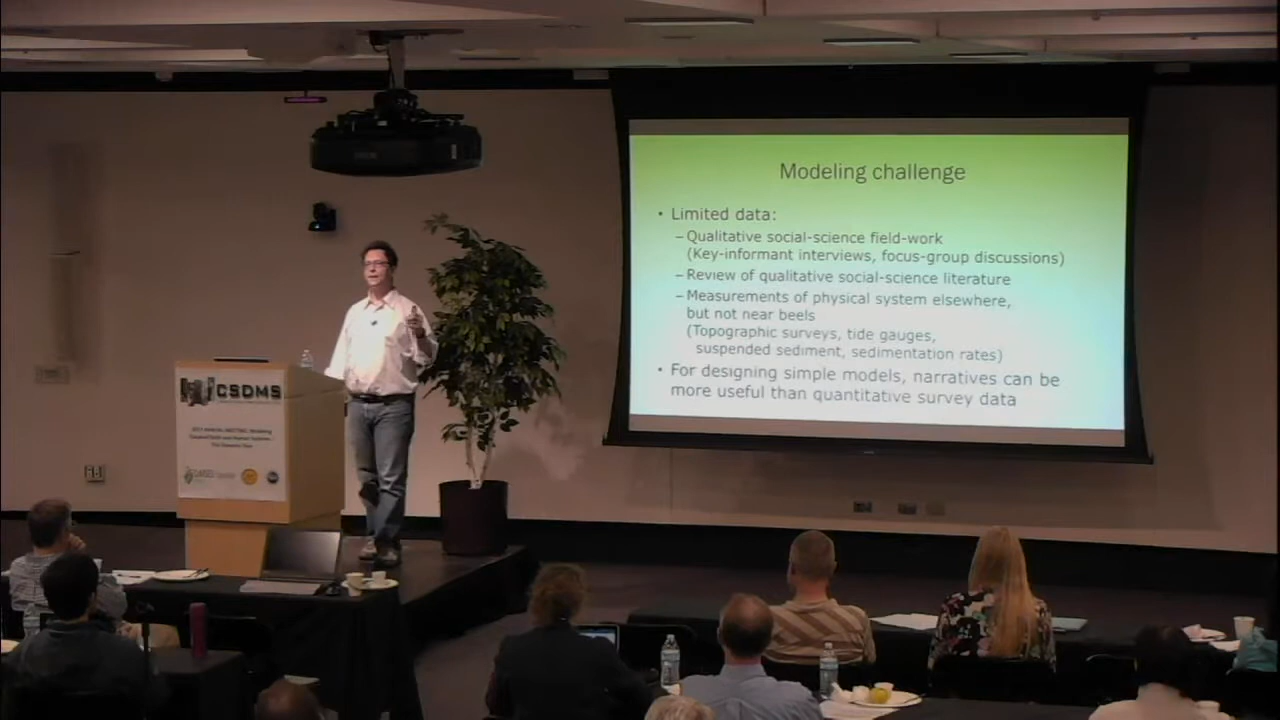 Modeling challenge
• Limited data:
–Qualitative social-science field-work
(Key-informant interviews, focus-group discussions)
–Review of qualitative social-science literature
–Measurements of physical system elsewhere,
but not near beels
(Topographic surveys, tide gauges,
suspended sediment, sedimentation rates)
• For designing simple models, narratives can be
more useful than quantitative survey data
CSDMS